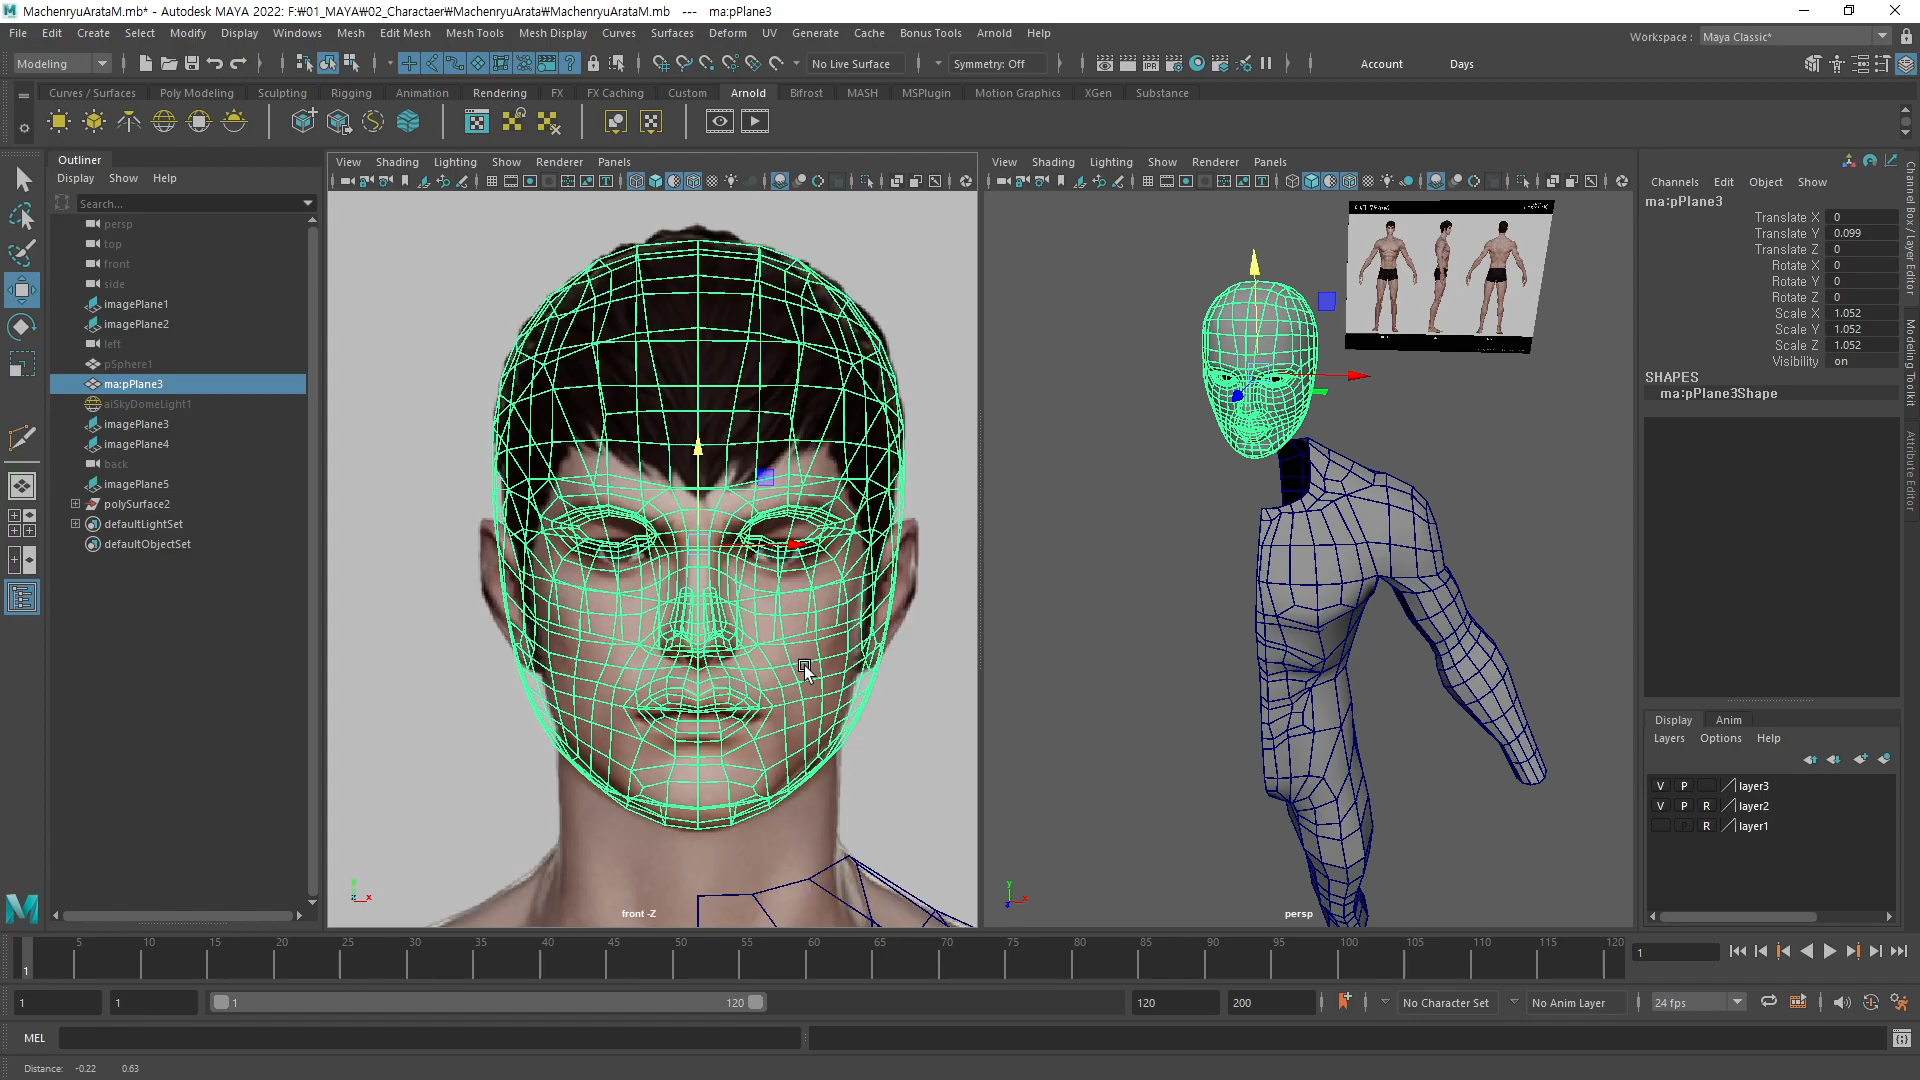 MachenryuArataM.mb* - Autodesk MAYA 2022: F:₩01_MAYA₩02_Charactaer₩MachenryuArata₩MachenryuArataM.mb --- ma:pPlane3
File Edit Create Select Modify Display Windows Mesh Edit Mesh Mesh Tools Mesh Display Curves Surfaces Deform UV Generate Cache Bonus Tools Arnold Help
Workspace : Maya Classic*
Modeling No Live Surface Symmetry: Off IPR Account Days
Curves / Surfaces Poly Modeling Sculpting Rigging Animation Rendering FX FX Caching Custom Arnold Bifrost MASH MSPlugin Motion Graphics XGen Substance
Outliner
Display Show Help
Search...
persp
top
front
side
imagePlane1
imagePlane2
left
pSphere1
ma:pPlane3
aiSkyDomeLight1
imagePlane3
imagePlane4
back
imagePlane5
polySurface2
defaultLightSet
defaultObjectSet
View Shading Lighting Show Renderer Panels
front -Z
View Shading Lighting Show Renderer Panels
persp
Channels Edit Object Show
ma:pPlane3
Translate X 0
Translate Y 0.099
Translate Z 0
Rotate X 0
Rotate Y 0
Rotate Z 0
Scale X 1.052
Scale Y 1.052
Scale Z 1.052
Visibility on
SHAPES
ma:pPlane3Shape
Channel Box / Layer Editor
Modeling Toolkit
Attribute Editor
Display Anim
Layers Options Help
V P layer3
V P R layer2
P R layer1
5 10 15 20 25 30 35 40 45 50 55 60 65 70 75 80 85 90 95 100 105 110 115 120
1
1
1 1 1 120 120 200 No Character Set No Anim Layer 24 fps
MEL
Distance: -0.22 0.63